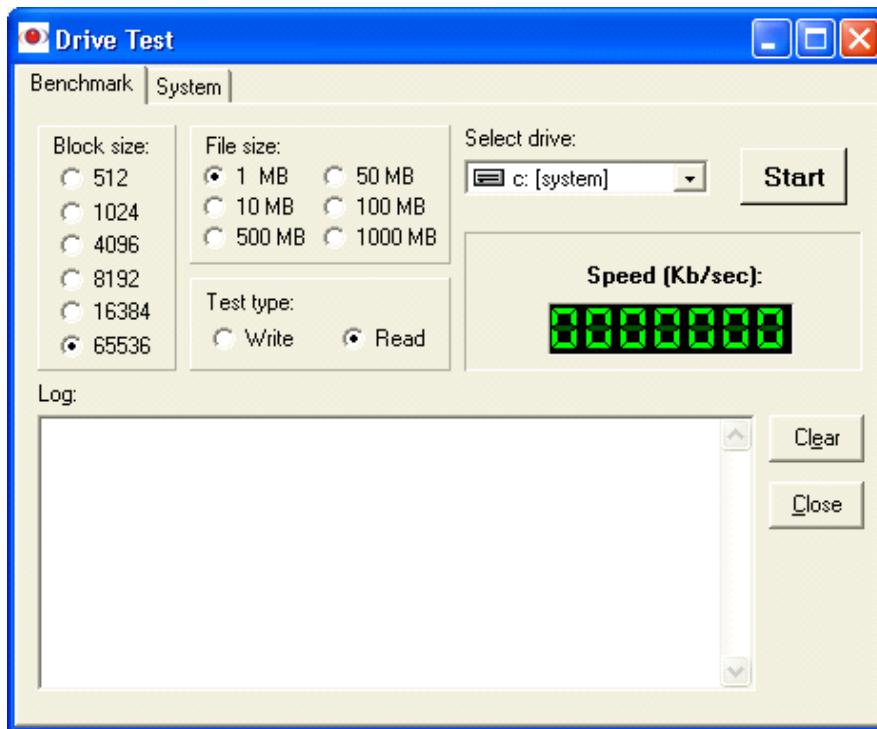 Drive Test
Benchmark System
Block size:
512
1024
4096
8192
16384
65536
File size:
1 MB 50 MB
10 MB 100 MB
500 MB 1000 MB
Test type:
Write Read
Select drive:
c: [system]
Start
Speed (Kb/sec):
0000000
Log:
Clear
Close